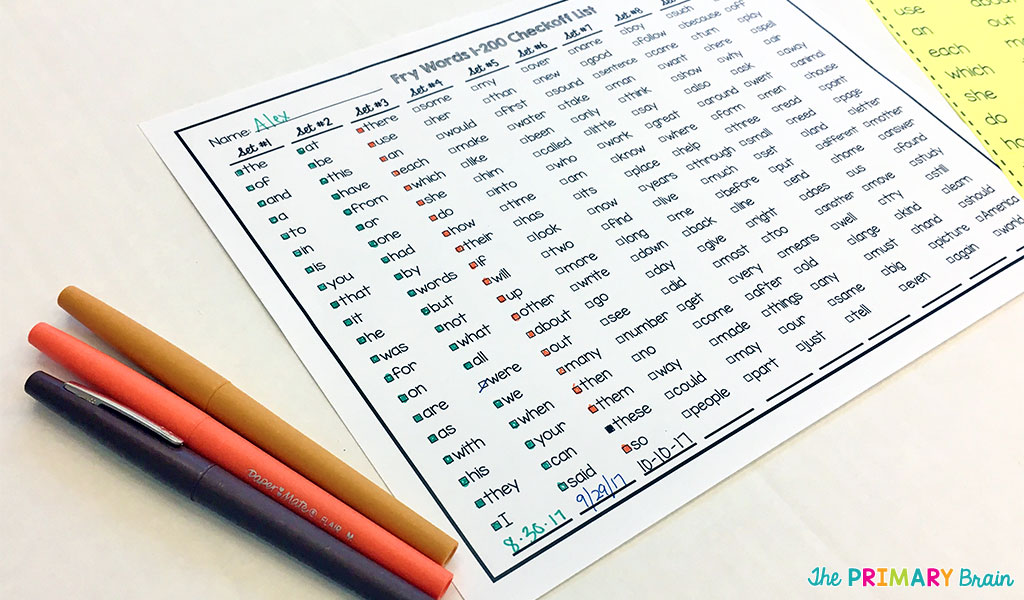 Fry Words 1-200 Checkoff List
Name: Alex
Set #1
the
of
and
a
to
in
is
you
that
it
he
was
for
on
are
as
with
his
they
I
8.30.17
Set #2
at
be
this
have
from
or
one
had
by
words
but
not
what
all
were
we
when
your
can
said
9/29/17
Set #3
there
use
an
each
which
she
do
how
their
if
will
up
other
about
out
many
then
them
these
so
10-10-17
Set #4
some
her
would
make
like
him
into
time
has
look
two
more
write
go
see
number
no
way
could
people
Set #5
my
than
first
water
been
called
who
am
its
now
find
long
down
day
did
get
come
made
may
part
Set #6
over
new
sound
take
only
little
work
know
place
years
live
me
back
give
most
very
after
things
our
just
Set #7
name
good
sentence
man
think
say
great
where
help
through
much
before
line
right
too
means
old
any
same
tell
Set #8
boy
follow
came
want
show
also
around
form
three
small
set
put
end
does
another
well
large
must
big
even
such
because
turn
here
why
ask
went
men
read
need
land
different
home
us
move
try
kind
hand
picture
again
off
play
spell
air
away
animal
house
point
page
letter
mother
answer
found
study
still
learn
should
America
world
use
an
each
which
she
do
out
Paper Mate FLAIR M
The PRIMARY Brain